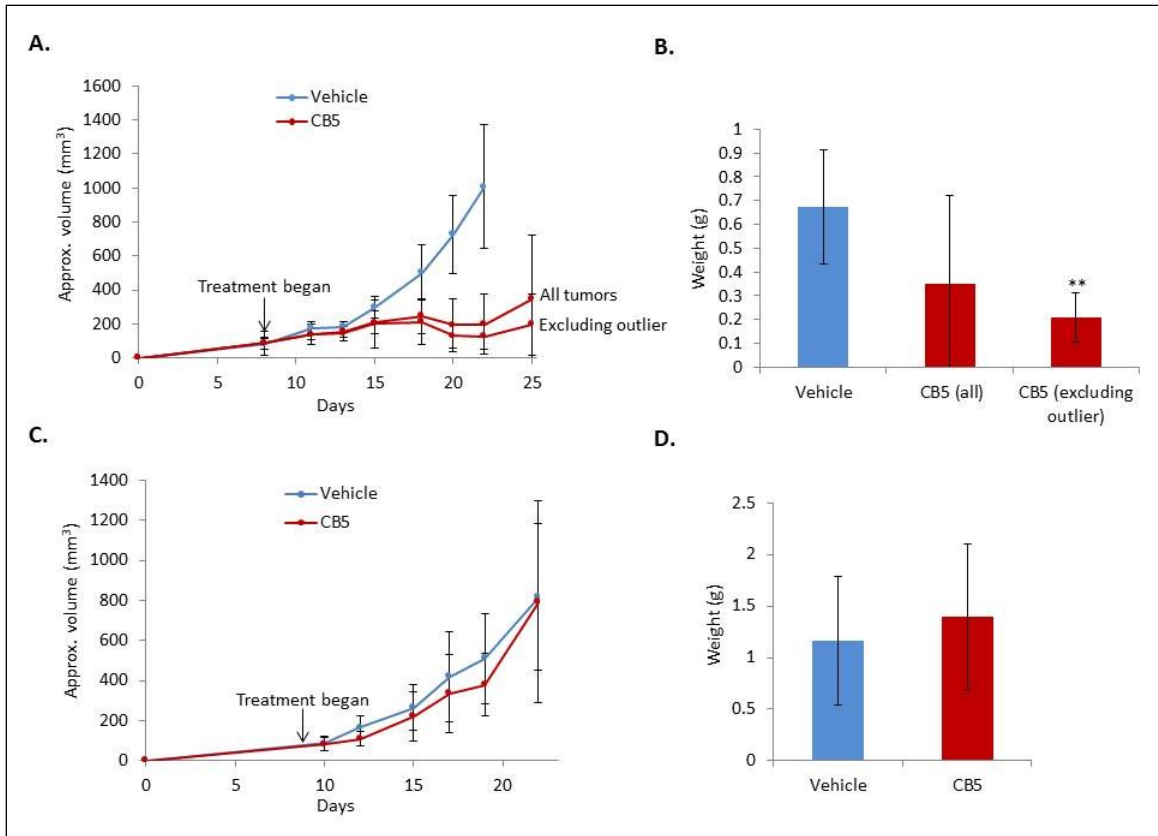 A.
Approx. volume (mm³)
1600
1400
1200
1000
800
600
400
200
0
Vehicle
CB5
Treatment began
All tumors
Excluding outlier
0 5 10 15 20 25
Days
B.
Weight (g)
1
0.9
0.8
0.7
0.6
0.5
0.4
0.3
0.2
0.1
0
**
Vehicle CB5 (all) CB5 (excluding
outlier)
C.
Approx. volume (mm³)
1400
1200
1000
800
600
400
200
0
Vehicle
CB5
Treatment began
0 5 10 15 20
Days
D.
Weight (g)
2.5
2
1.5
1
0.5
0
Vehicle CB5